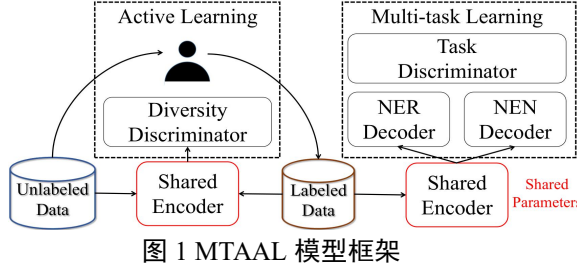 Active Learning
Diversity
Discriminator
Unlabeled
Data
Shared
Encoder
Labeled
Data
Multi-task Learning
Task
Discriminator
NER
Decoder
NEN
Decoder
Shared
Encoder
Shared
Parameters
图 1 MTAAL 模型框架